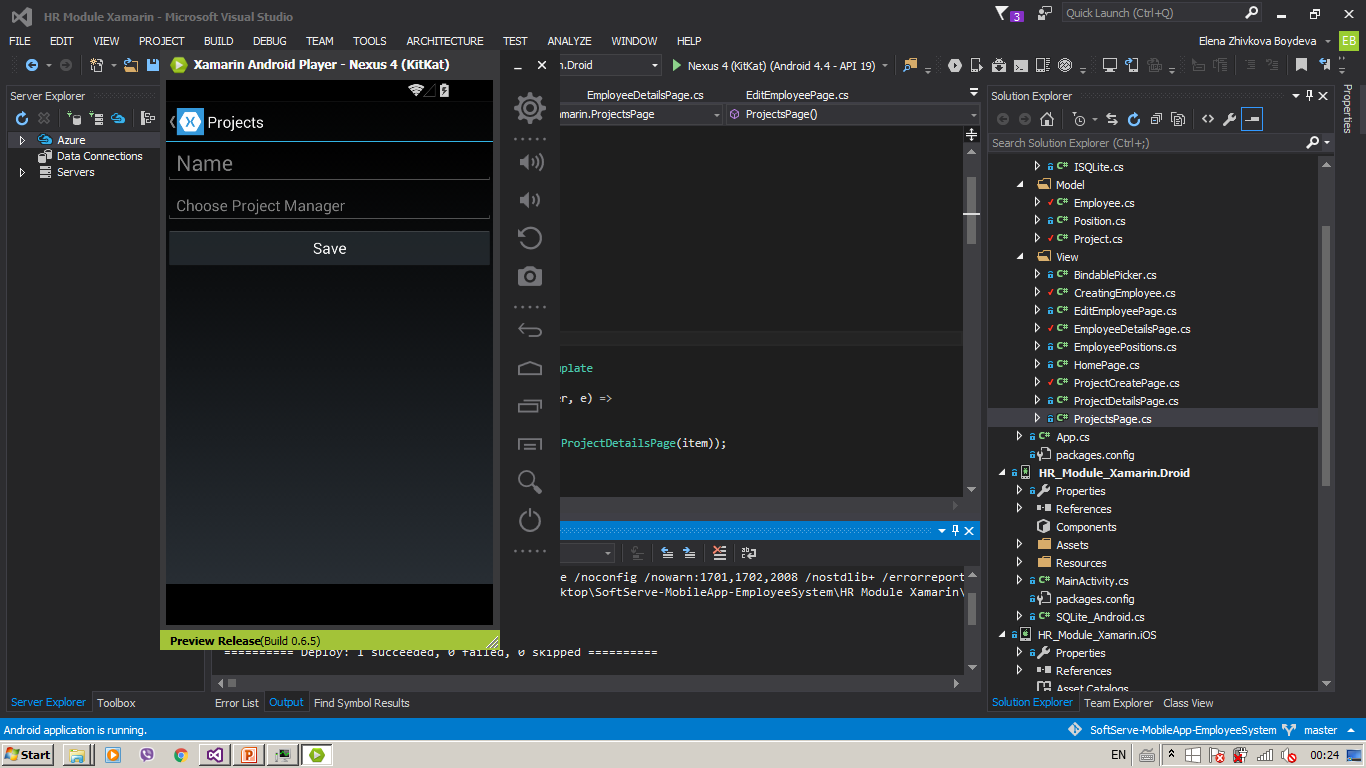 HR Module Xamarin - Microsoft Visual Studio
3
Quick Launch (Ctrl+Q)
FILE EDIT VIEW PROJECT BUILD DEBUG TEAM TOOLS ARCHITECTURE TEST ANALYZE WINDOW HELP
Elena Zhivkova Boydeva
EB
Xamarin Android Player - Nexus 4 (KitKat)
n.Droid
Nexus 4 (KitKat) (Android 4.4 - API 19)
Server Explorer
Azure
Data Connections
Servers
Projects
Name
Choose Project Manager
Save
Preview Release(Build 0.6.5)
EmployeeDetailsPage.cs
EditEmployeePage.cs
amarin.ProjectsPage
ProjectsPage()
mplate
er, e) =>
ProjectDetailsPage(item));
e /noconfig /nowarn:1701,1702,2008 /nostdlib+ /errorreport
sktop\SoftServe-MobileApp-EmployeeSystem\HR Module Xamarin\
========== Deploy: 1 succeeded, 0 failed, 0 skipped ==========
Solution Explorer
Search Solution Explorer (Ctrl+;)
ISQLite.cs
Model
Employee.cs
Position.cs
Project.cs
View
BindablePicker.cs
CreatingEmployee.cs
EditEmployeePage.cs
EmployeeDetailsPage.cs
EmployeePositions.cs
HomePage.cs
ProjectCreatePage.cs
ProjectDetailsPage.cs
ProjectsPage.cs
App.cs
packages.config
HR_Module_Xamarin.Droid
Properties
References
Components
Assets
Resources
MainActivity.cs
packages.config
SQLite_Android.cs
HR_Module_Xamarin.iOS
Properties
References
Asset Catalogs
Properties
Server Explorer
Toolbox
Error List
Output
Find Symbol Results
Solution Explorer
Team Explorer
Class View
Android application is running.
SoftServe-MobileApp-EmployeeSystem
master
Start
EN
00:24